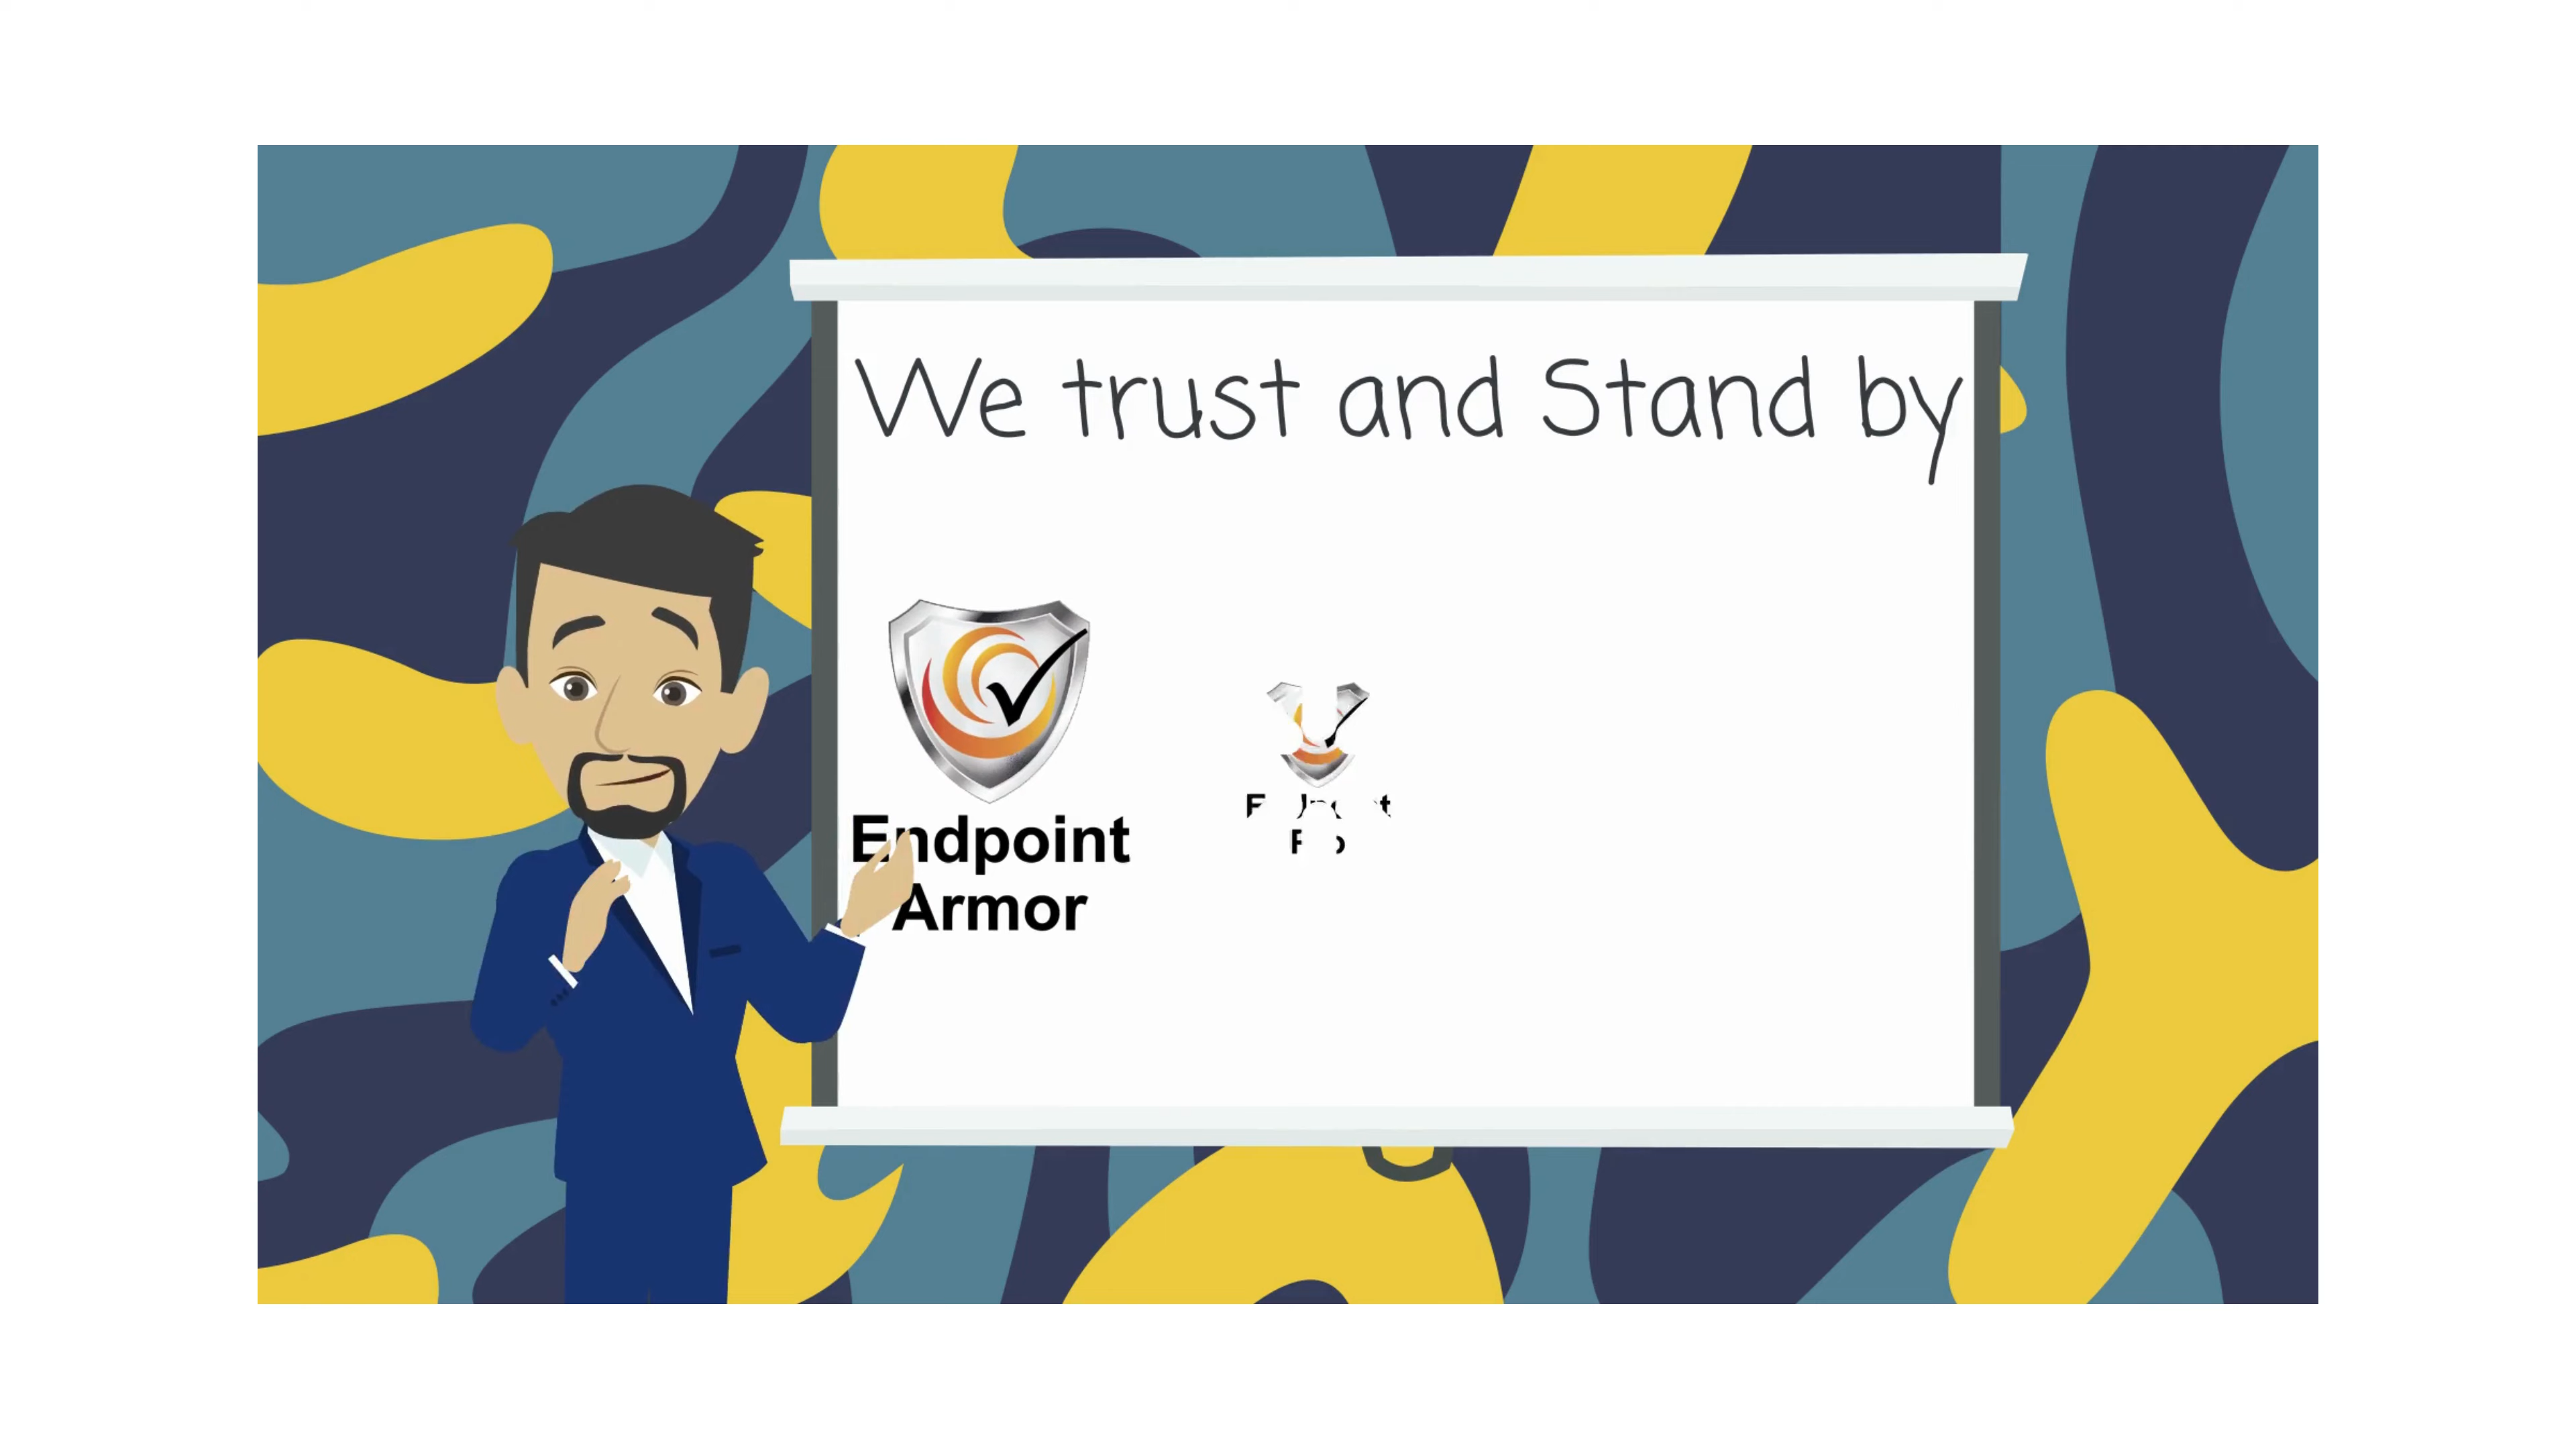 We trust and Stand by
Endpoint
Armor